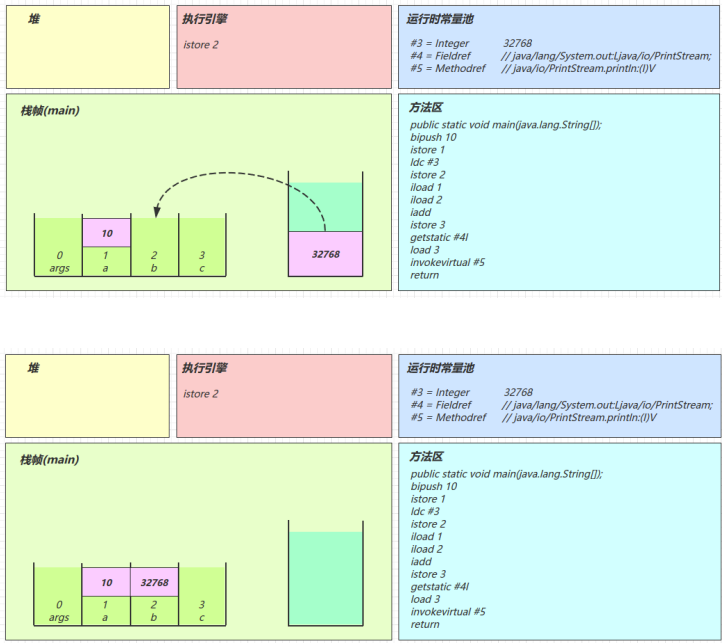 堆
执行引擎
istore 2
运行时常量池
#3 = Integer 32768
#4 = Fieldref // java/lang/System.out:Ljava/io/PrintStream;
#5 = Methodref // java/io/PrintStream.println:(I)V
栈帧(main)
10
0 1 2 3
args a b c
32768
方法区
public static void main(java.lang.String[]);
bipush 10
istore 1
ldc #3
istore 2
iload 1
iload 2
iadd
istore 3
getstatic #4I
load 3
invokevirtual #5
return
堆
执行引擎
istore 2
运行时常量池
#3 = Integer 32768
#4 = Fieldref // java/lang/System.out:Ljava/io/PrintStream;
#5 = Methodref // java/io/PrintStream.println:(I)V
栈帧(main)
10 32768
0 1 2 3
args a b c
方法区
public static void main(java.lang.String[]);
bipush 10
istore 1
ldc #3
istore 2
iload 1
iload 2
iadd
istore 3
getstatic #4I
load 3
invokevirtual #5
return